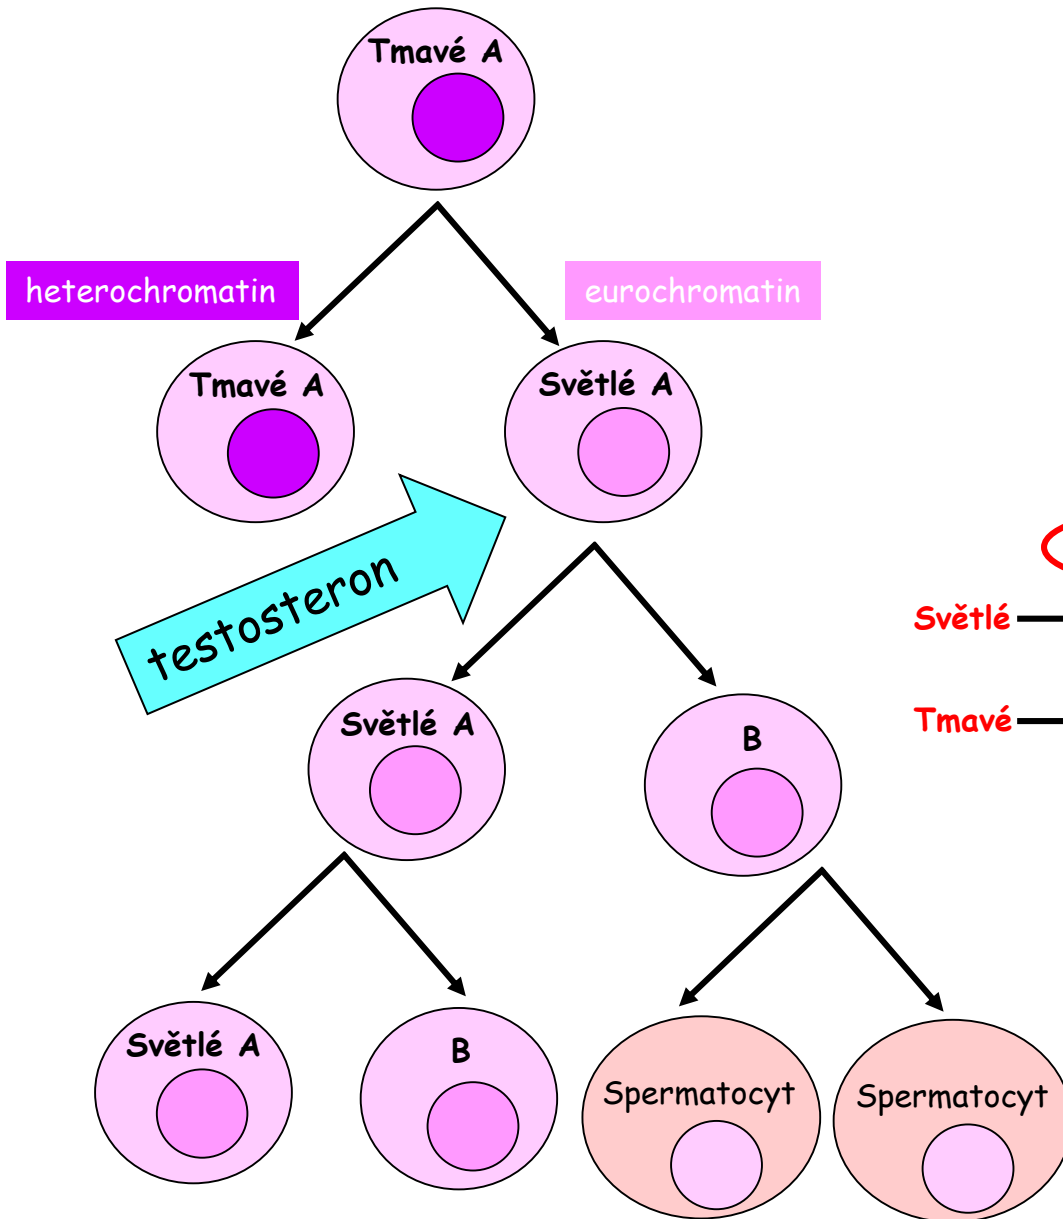 Tmavé A
heterochromatin
eurochromatin
Tmavé A
Světlé A
testosteron
Světlé
Tmavé
Světlé A
B
Světlé A
B
Spermatocyt
Spermatocyt